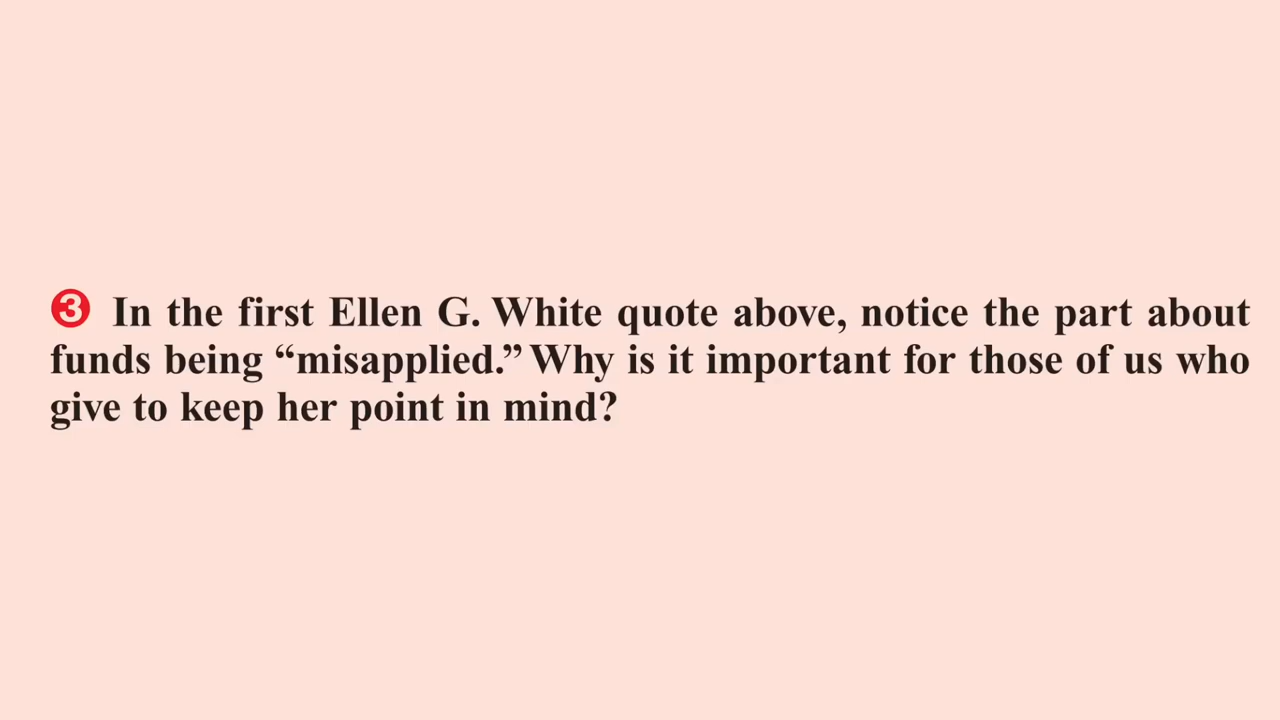 ❸ In the first Ellen G. White quote above, notice the part about
funds being “misapplied.” Why is it important for those of us who
give to keep her point in mind?